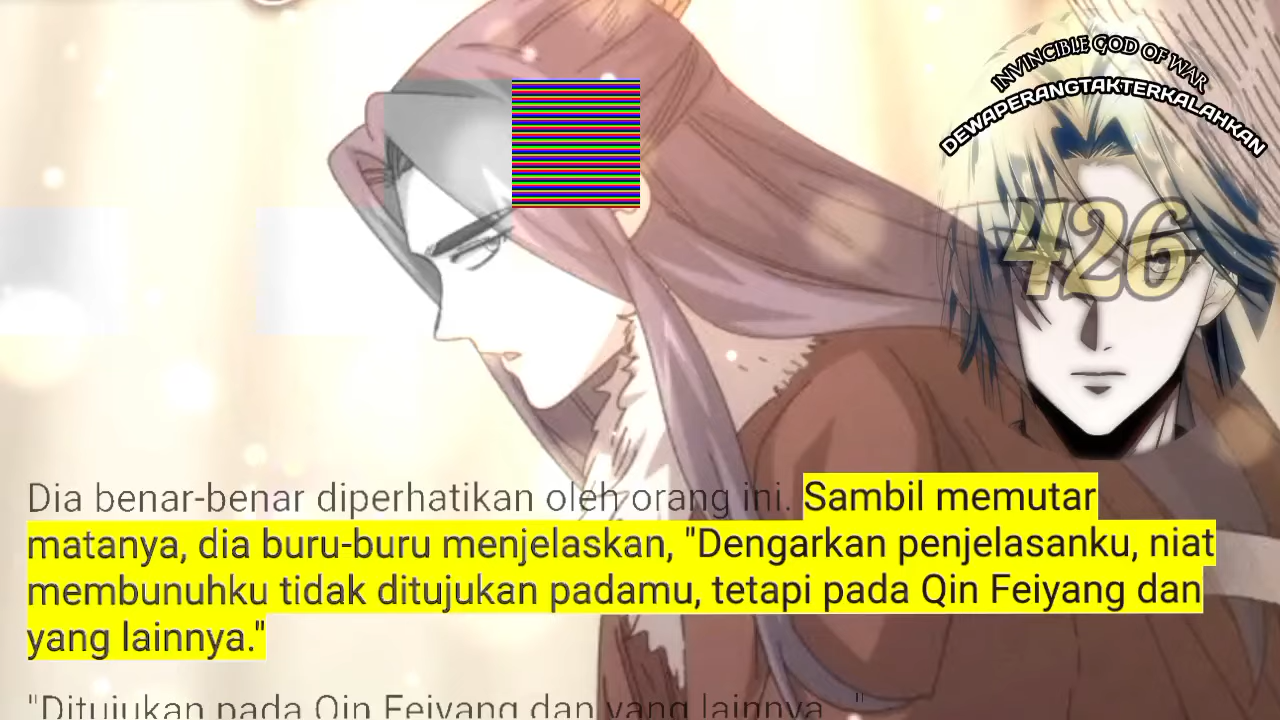 INVINCIBLE GOD OF WAR
DEWAPERANGTAKTERKALAHKAN
426
Dia benar-benar diperhatikan oleh orang ini. Sambil memutar
matanya, dia buru-buru menjelaskan, "Dengarkan penjelasanku, niat
membunuhku tidak ditujukan padamu, tetapi pada Qin Feiyang dan
yang lainnya."
"Ditujukan pada Qin Feiyang dan yang lainnya..."